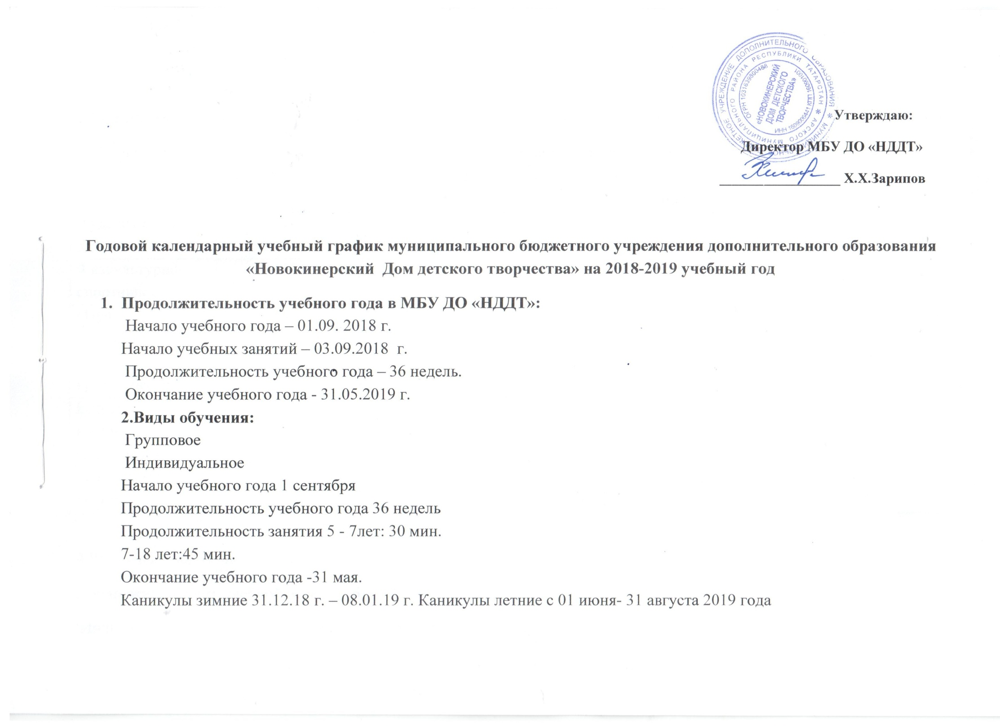 МУНИЦИПАЛЬНОЕ БЮДЖЕТНОЕ УЧРЕЖДЕНИЕ ДОПОЛНИТЕЛЬНОГО ОБРАЗОВАНИЯ *
АРСКОГО МУНИЦИПАЛЬНОГО РАЙОНА РЕСПУБЛИКИ ТАТАРСТАН *
ОГРН 1031639800488
ИНН 1609006441 КПП 160901001
«НОВОКИНЕРСКИЙ
ДОМ ДЕТСКОГО
ТВОРЧЕСТВА»
Утверждаю:
Директор МБУ ДО «НДДТ»
Х.Х.Зарипов
Годовой календарный учебный график муниципального бюджетного учреждения дополнительного образования
«Новокинерский Дом детского творчества» на 2018-2019 учебный год
1. Продолжительность учебного года в МБУ ДО «НДДТ»:
Начало учебного года – 01.09. 2018 г.
Начало учебных занятий – 03.09.2018 г.
Продолжительность учебного года – 36 недель.
Окончание учебного года - 31.05.2019 г.
2.Виды обучения:
Групповое
Индивидуальное
Начало учебного года 1 сентября
Продолжительность учебного года 36 недель
Продолжительность занятия 5 - 7лет: 30 мин.
7-18 лет:45 мин.
Окончание учебного года -31 мая.
Каникулы зимние 31.12.18 г. – 08.01.19 г. Каникулы летние с 01 июня- 31 августа 2019 года